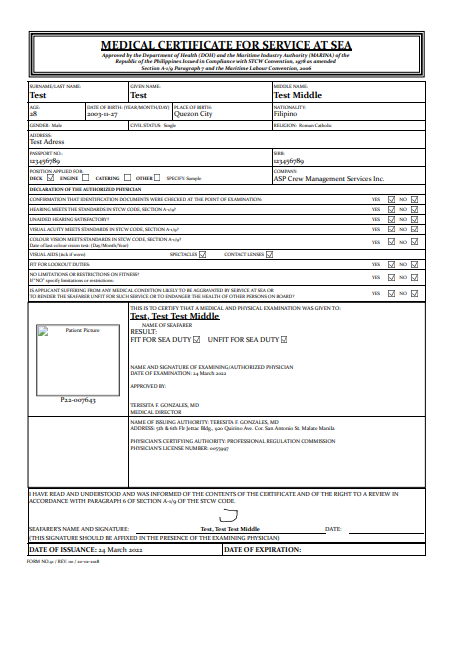 MEDICAL CERTIFICATE FOR SERVICE AT SEA
Approved by the Department of Health (DOH) and the Maritime Industry Authority (MARINA) of the
Republic of the Philippines Issued in Compliance with STCW Convention, 1978 as amended
Section A-1/9 Paragraph 7 and the Maritime Labour Convention, 2006
SURNAME/LAST NAME: GIVEN NAME: MIDDLE NAME:
Test Test Test Middle
AGE: DATE OF BIRTH: (YEAR/MONTH/DAY) PLACE OF BIRTH: NATIONALITY:
28 2003-11-27 Quezon City Filipino
GENDER: Male CIVIL STATUS: Single RELIGION: Roman Catholic
ADDRESS:
Test Adress
PASSPORT NO.: SIRB:
123456789 123456789
POSITION APPLIED FOR COMPANY:
DECK ENGINE CATERING OTHER SPECIFY: Sample ASP Crew Management Services Inc.
DECLARATION OF THE AUTHORIZED PHYSICIAN
CONFIRMATION THAT IDENTIFICATION DOCUMENTS WERE CHECKED AT THE POINT OF EXAMINATION: YES NO
HEARING MEETS THE STANDARDS IN STCW CODE, SECTION A-1/9? YES NO
UNAIDED HEARING SATISFACTORY? YES NO
VISUAL ACUITY MEETS STANDARDS IN STCW CODE, SECTION A-1/9? YES NO
COLOUR VISION MEETS STANDARDS IN STCW CODE, SECTION A-1/9? YES NO
Date of last colour vision test: (Day/Month/Year)
VISUAL AIDS (tick if worn) SPECTACLES CONTACT LENSES
FIT FOR LOOKOUT DUTIES: YES NO
NO LIMITATIONS OR RESTRICTIONS ON FITNESS? YES NO
If "NO" specify limitations or restrictions:
IS APPLICANT SUFFERING FROM ANY MEDICAL CONDITION LIKELY TO BE AGGRAVATED BY SERVICE AT SEA OR
TO RENDER THE SEAFARER UNFIT FOR SUCH SERVICE OR TO ENDANGER THE HEALTH OF OTHER PERSONS ON BOARD? YES NO
THIS IS TO CERTIFY THAT A MEDICAL AND PHYSICAL EXAMINATION WAS GIVEN TO:
Test, Test Test Middle
NAME OF SEAFARER
RESULT:
FIT FOR SEA DUTY UNFIT FOR SEA DUTY
Patient Picture
P22-007643
NAME AND SIGNATURE OF EXAMINING/AUTHORIZED PHYSICIAN
DATE OF EXAMINATION: 24 March 2022
APPROVED BY:
TERESITA F. GONZALES, MD
MEDICAL DIRECTOR
NAME OF ISSUING AUTHORITY: TERESITA F. GONZALES, MD
ADDRESS: 5th & 6th Flr Jettac Bldg., 920 Quirino Ave. Cor. San Antonio St. Malate Manila
PHYSICIAN'S CERTIFYING AUTHORITY: PROFESSIONAL REGULATION COMMISSION
PHYSICIAN'S LICENSE NUMBER: 0055997
I HAVE READ AND UNDERSTOOD AND WAS INFORMED OF THE CONTENTS OF THE CERTIFICATE AND OF THE RIGHT TO A REVIEW IN
ACCORDANCE WITH PARAGRAPH 6 OF SECTION A-1/9 OF THE STCW CODE.
SEAFARER'S NAME AND SIGNATURE: Test, Test Test Middle DATE:
(THIS SIGNATURE SHOULD BE AFFIXED IN THE PRESENCE OF THE EXAMINING PHYSICIAN)
DATE OF ISSUANCE: 24 March 2022 DATE OF EXPIRATION:
FORM NO.41 / REV. 00 / 20-02-2018